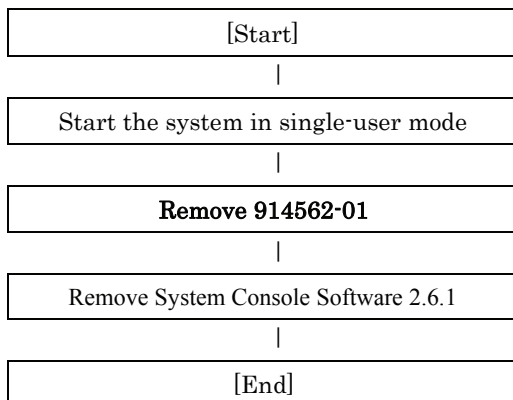 [Start]
|
Start the system in single-user mode
|
Remove 914562-01
|
Remove System Console Software 2.6.1
|
[End]